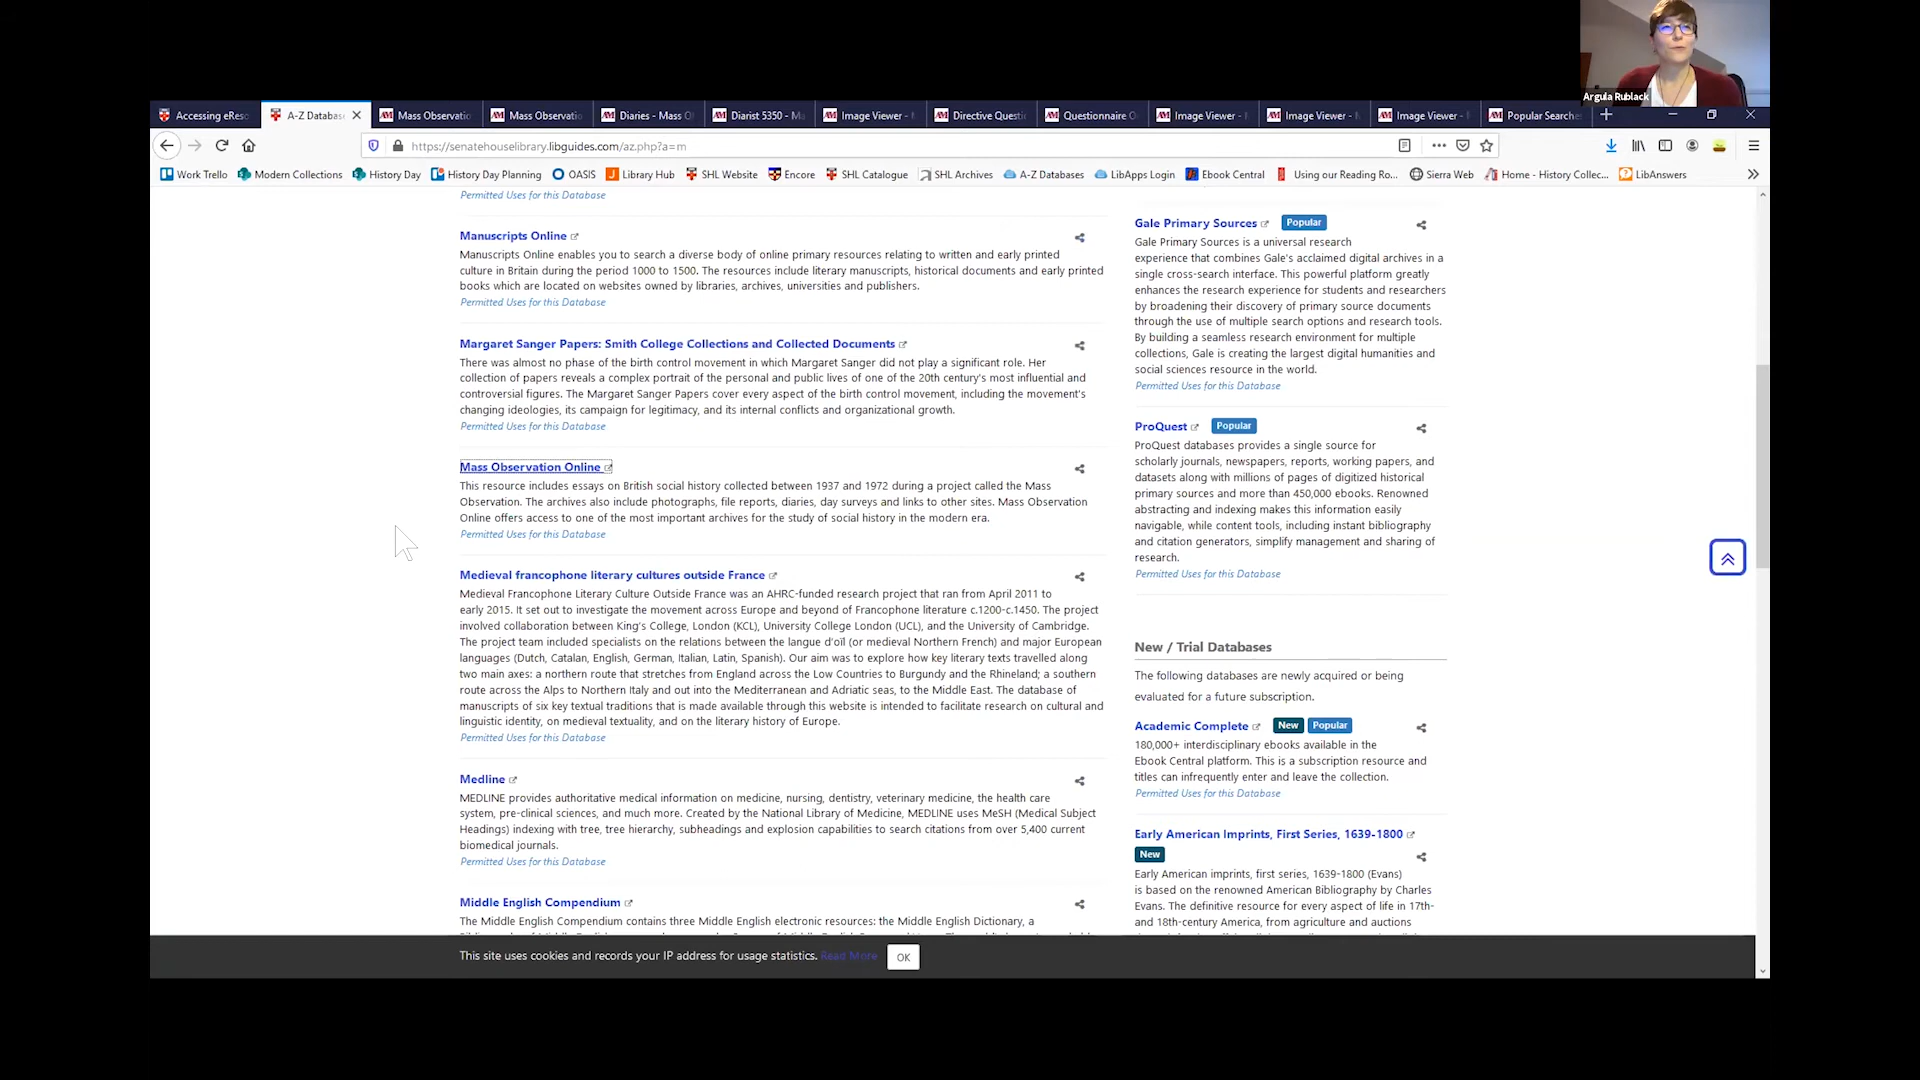 Argula Rublack
Accessing eReso
A-Z Databas
Mass Observatio
Mass Observatio
Diaries - Mass O
Diarist 5350 - Ma
Image Viewer -
Directive Questi
Questionnaire O
Image Viewer -
Image Viewer -
Image Viewer -
Popular Searche
https://senatehouselibrary.libguides.com/az.php?a=m
Work Trello
Modern Collections
History Day
History Day Planning
OASIS
Library Hub
SHL Website
Encore
SHL Catalogue
SHL Archives
A-Z Databases
LibApps Login
Ebook Central
Using our Reading Ro...
Sierra Web
Home - History Collec...
LibAnswers
Permitted Uses for this Database
Manuscripts Online
Manuscripts Online enables you to search a diverse body of online primary resources relating to written and early printed
culture in Britain during the period 1000 to 1500. The resources include literary manuscripts, historical documents and early printed
books which are located on websites owned by libraries, archives, universities and publishers.
Permitted Uses for this Database
Margaret Sanger Papers: Smith College Collections and Collected Documents
There was almost no phase of the birth control movement in which Margaret Sanger did not play a significant role. Her
collection of papers reveals a complex portrait of the personal and public lives of one of the 20th century's most influential and
controversial figures. The Margaret Sanger Papers cover every aspect of the birth control movement, including the movement's
changing ideologies, its campaign for legitimacy, and its internal conflicts and organizational growth.
Permitted Uses for this Database
Mass Observation Online
This resource includes essays on British social history collected between 1937 and 1972 during a project called the Mass
Observation. The archives also include photographs, file reports, diaries, day surveys and links to other sites. Mass Observation
Online offers access to one of the most important archives for the study of social history in the modern era.
Permitted Uses for this Database
Medieval francophone literary cultures outside France
Medieval Francophone Literary Culture Outside France was an AHRC-funded research project that ran from April 2011 to
early 2015. It set out to investigate the movement across Europe and beyond of Francophone literature c.1200-c.1450. The project
involved collaboration between King's College, London (KCL), University College London (UCL), and the University of Cambridge.
The project team included specialists on the relations between the langue d'oïl (or medieval Northern French) and major European
languages (Dutch, Catalan, English, German, Italian, Latin, Spanish). Our aim was to explore how key literary texts travelled along
two main axes: a northern route that stretches from England across the Low Countries to Burgundy and the Rhineland; a southern
route across the Alps to Northern Italy and out into the Mediterranean and Adriatic seas, to the Middle East. The database of
manuscripts of six key textual traditions that is made available through this website is intended to facilitate research on cultural and
linguistic identity, on medieval textuality, and on the literary history of Europe.
Permitted Uses for this Database
Medline
MEDLINE provides authoritative medical information on medicine, nursing, dentistry, veterinary medicine, the health care
system, pre-clinical sciences, and much more. Created by the National Library of Medicine, MEDLINE uses MeSH (Medical Subject
Headings) indexing with tree, tree hierarchy, subheadings and explosion capabilities to search citations from over 5,400 current
biomedical journals.
Permitted Uses for this Database
Middle English Compendium
The Middle English Compendium contains three Middle English electronic resources: the Middle English Dictionary, a
Gale Primary Sources Popular
Gale Primary Sources is a universal research
experience that combines Gale's acclaimed digital archives in a
single cross-search interface. This powerful platform greatly
enhances the research experience for students and researchers
by broadening their discovery of primary source documents
through the use of multiple search options and research tools.
By building a seamless research environment for multiple
collections, Gale is creating the largest digital humanities and
social sciences resource in the world.
Permitted Uses for this Database
ProQuest Popular
ProQuest databases provides a single source for
scholarly journals, newspapers, reports, working papers, and
datasets along with millions of pages of digitized historical
primary sources and more than 450,000 ebooks. Renowned
abstracting and indexing makes this information easily
navigable, while content tools, including instant bibliography
and citation generators, simplify management and sharing of
research.
Permitted Uses for this Database
New / Trial Databases
The following databases are newly acquired or being
evaluated for a future subscription.
Academic Complete New Popular
180,000+ interdisciplinary ebooks available in the
Ebook Central platform. This is a subscription resource and
titles can infrequently enter and leave the collection.
Permitted Uses for this Database
Early American Imprints, First Series, 1639-1800
New
Early American imprints, first series, 1639-1800 (Evans)
is based on the renowned American Bibliography by Charles
Evans. The definitive resource for every aspect of life in 17th-
and 18th-century America, from agriculture and auctions
This site uses cookies and records your IP address for usage statistics. Read More OK